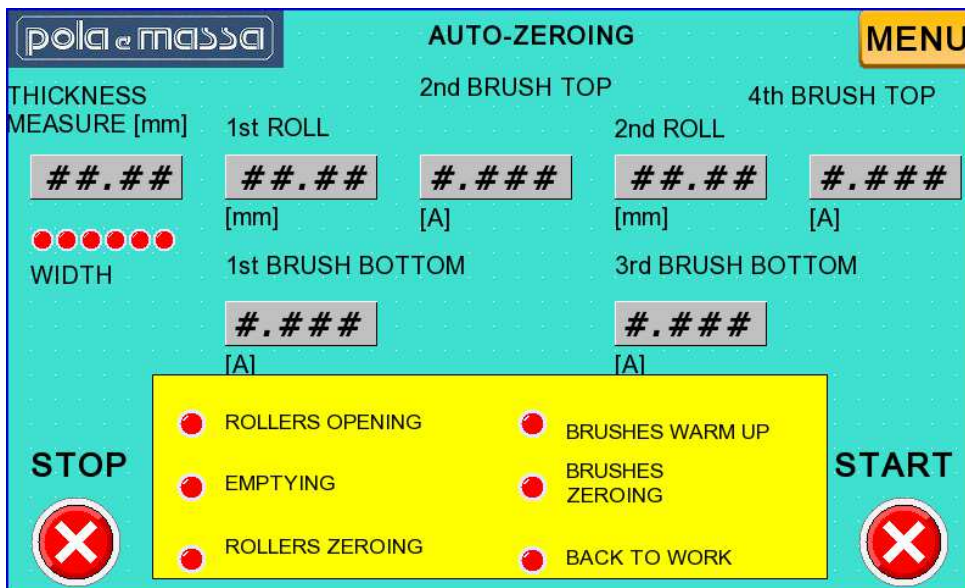 pola e massa
AUTO-ZEROING
MENU
THICKNESS
MEASURE [mm]
1st ROLL
2nd BRUSH TOP
2nd ROLL
4th BRUSH TOP
##.##
##.##
#.###
##.##
#.###
[mm]
[A]
[mm]
[A]
WIDTH
1st BRUSH BOTTOM
3rd BRUSH BOTTOM
#.###
#.###
[A]
[A]
STOP
ROLLERS OPENING
EMPTYING
ROLLERS ZEROING
BRUSHES WARM UP
BRUSHES
ZEROING
BACK TO WORK
START